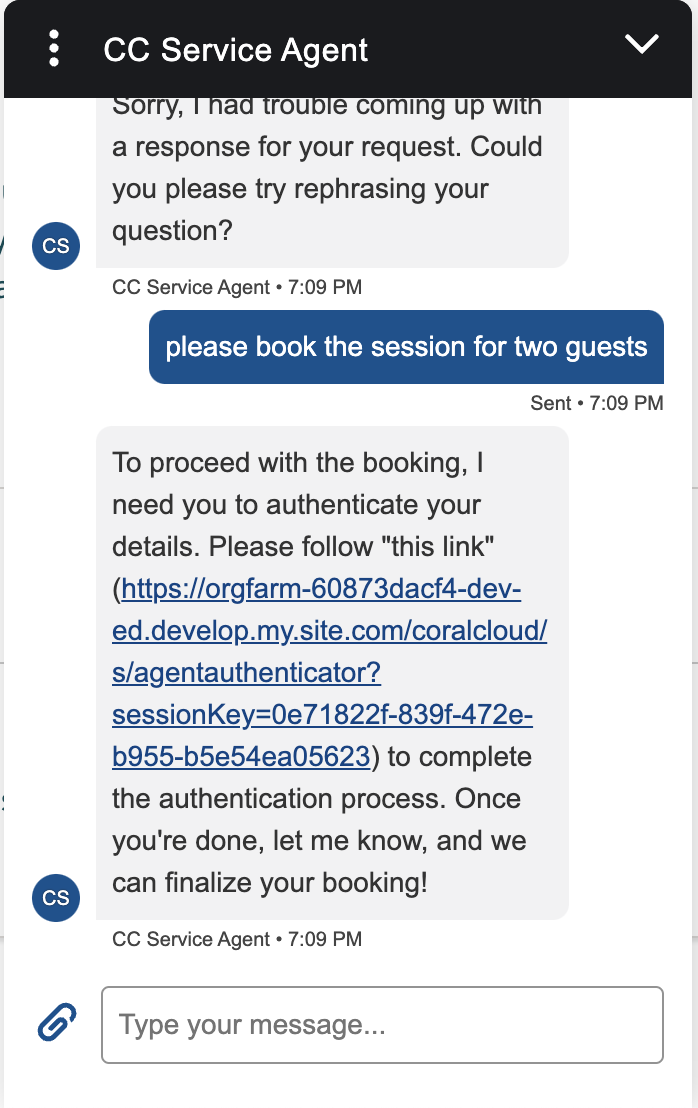 CC Service Agent
Sorry, I had trouble coming up with
a response for your request. Could
you please try rephrasing your
question?
CS
CC Service Agent • 7:09 PM
please book the session for two guests
Sent • 7:09 PM
To proceed with the booking, I
need you to authenticate your
details. Please follow "this link"
(https://orgfarm-60873dacf4-dev-
ed.develop.my.site.com/coralcloud/
s/agentauthenticator?
sessionKey=0e71822f-839f-472e-
b955-b5e54ea05623) to complete
the authentication process. Once
you're done, let me know, and we
can finalize your booking!
CS
CC Service Agent • 7:09 PM
Type your message...